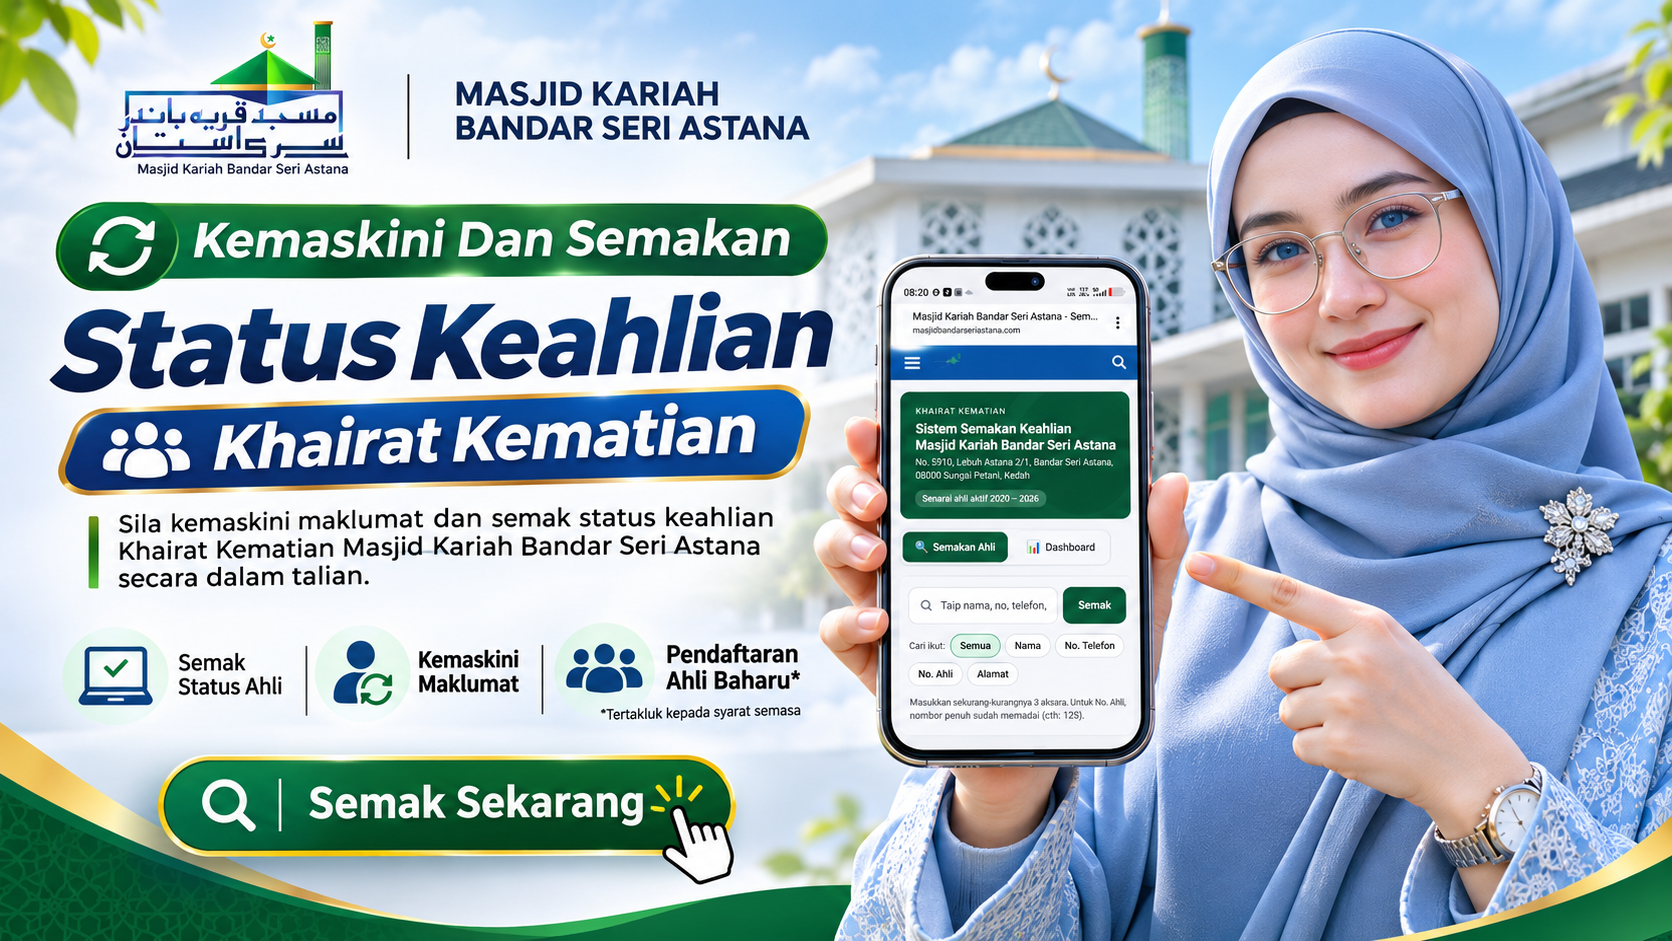 مسجد قريه باندر
سري استان
Masjid Kariah Bandar Seri Astana
MASJID KARIAH
BANDAR SERI ASTANA
Kemaskini Dan Semakan
Status Keahlian
Khairat Kematian
Sila kemaskini maklumat dan semak status keahlian
Khairat Kematian Masjid Kariah Bandar Seri Astana
secara dalam talian.
Semak
Status Ahli
Kemaskini
Maklumat
Pendaftaran
Ahli Baharu*
*Tertakluk kepada syarat semasa
Semak Sekarang
08:20
Masjid Kariah Bandar Seri Astana - Sem...
masjidbandarseriastana.com
KHAIRAT KEMATIAN
Sistem Semakan Keahlian
Masjid Kariah Bandar Seri Astana
No. 5910, Lebuh Astana 2/1, Bandar Seri Astana,
08000 Sungai Petani, Kedah
Senarai ahli aktif 2020 – 2026
Semakan Ahli
Dashboard
Taip nama, no, telefon,
Semak
Cari ikut:
Semua
Nama
No. Telefon
No. Ahli
Alamat
Masukkan sekurang-kurangnya 3 aksara. Untuk No. Ahli,
nombor penuh sudah memadai (cth: 12S).